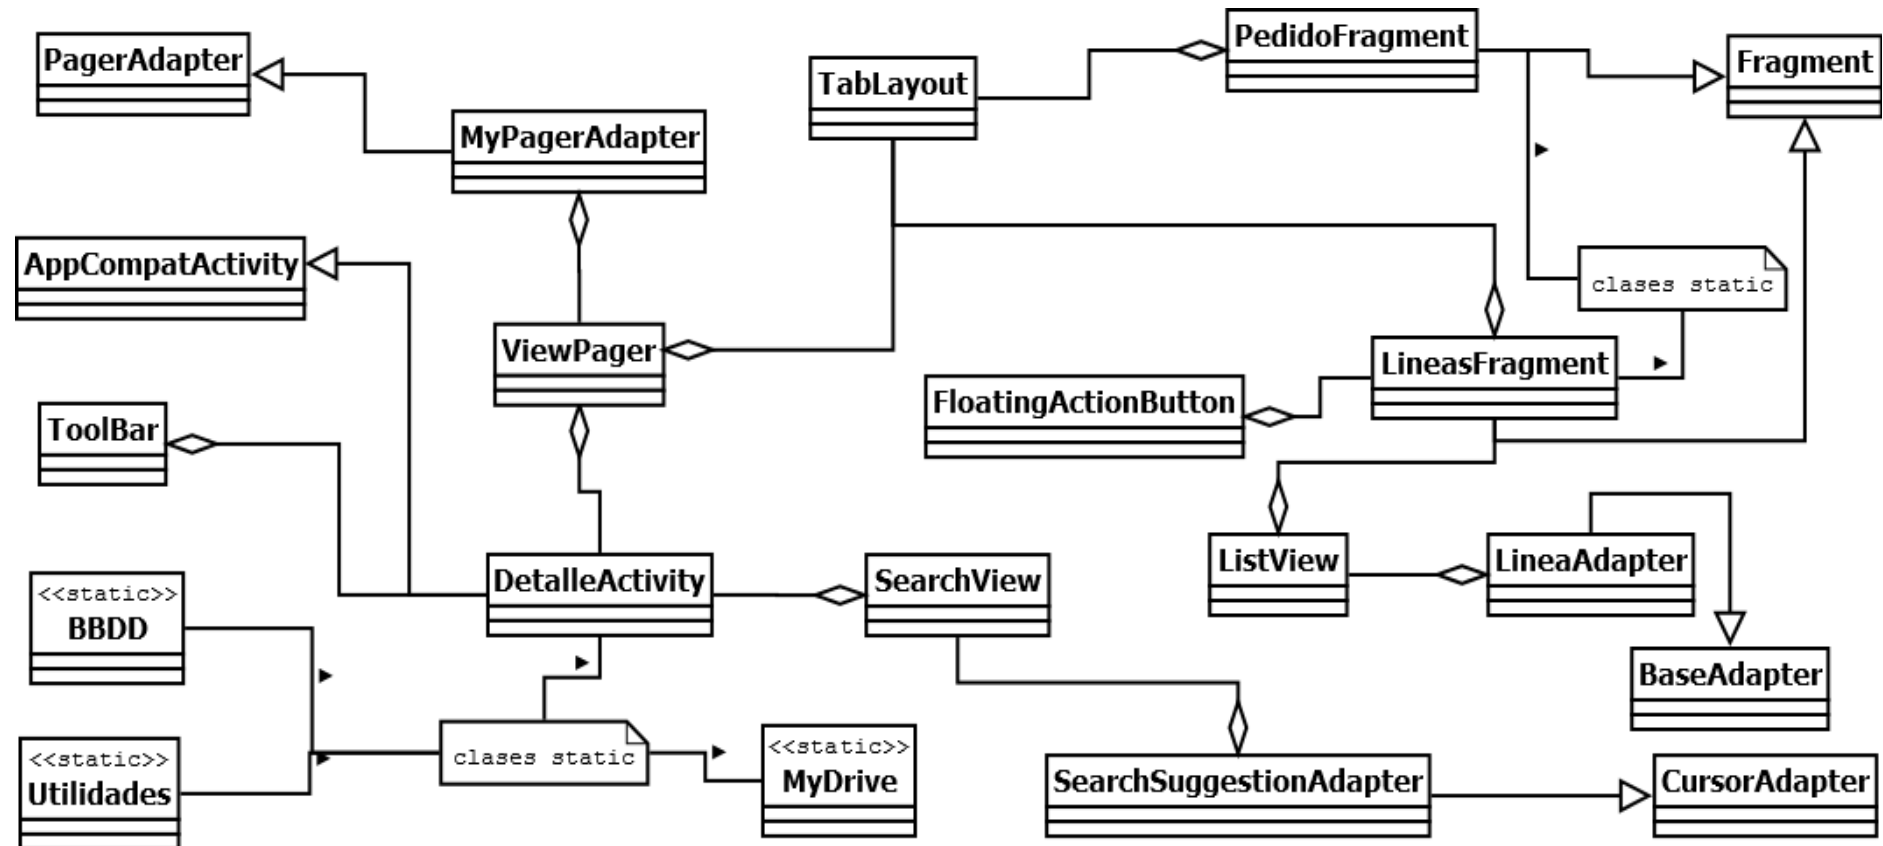 PedidoFragment
PagerAdapter
Fragment
TabLayout
MyPagerAdapter
AppCompatActivity
clases static
ViewPager
LineasFragment
FloatingActionButton
ToolBar
ListView
LineaAdapter
DetalleActivity
SearchView
<<static>>
BBDD
BaseAdapter
clases static
<<static>>
MyDrive
<<static>>
Utilidades
SearchSuggestionAdapter
CursorAdapter